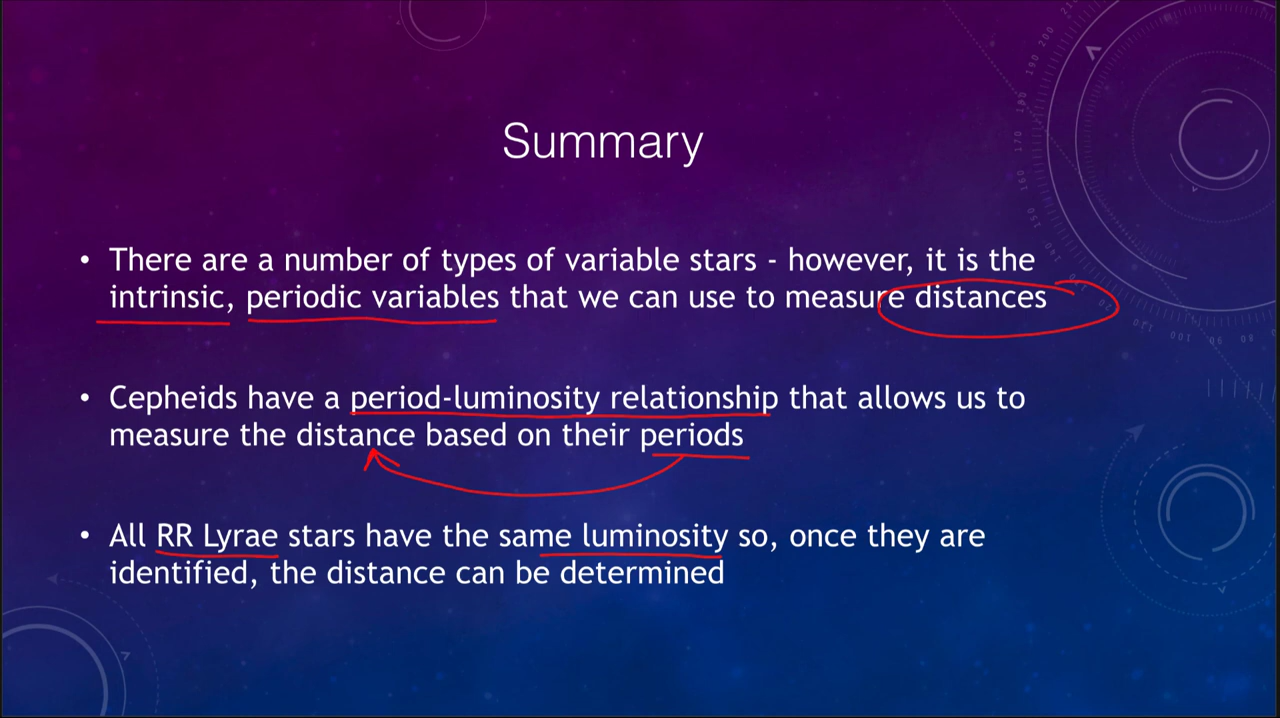 Summary
• There are a number of types of variable stars - however, it is the
intrinsic, periodic variables that we can use to measure distances
• Cepheids have a period-luminosity relationship that allows us to
measure the distance based on their periods
• All RR Lyrae stars have the same luminosity so, once they are
identified, the distance can be determined